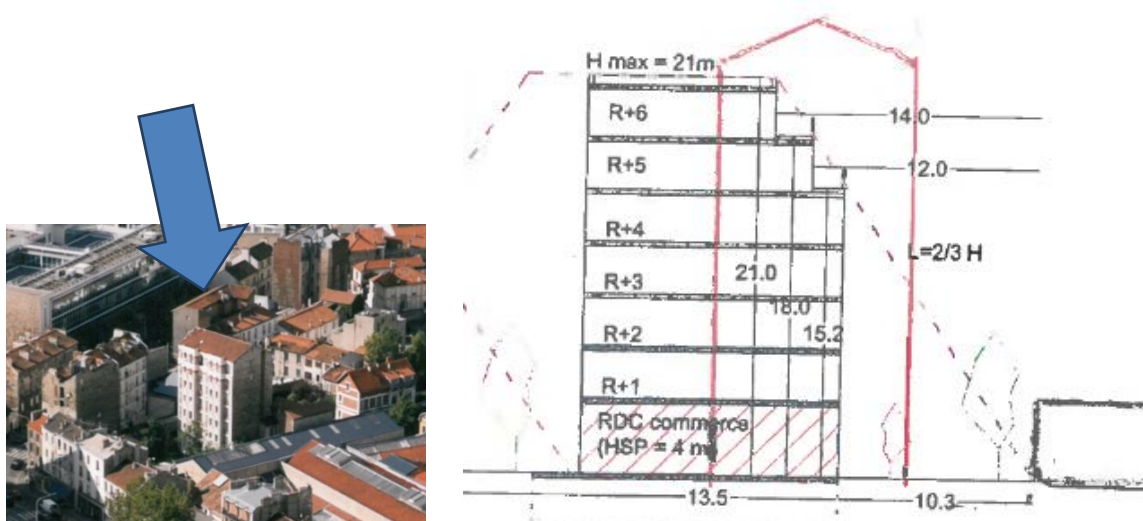 H max = 21m
R+6
14.0
R+5
12.0
R+4
L=2/3 H
R+3
21.0
18.0
R+2
15.2
R+1
RDC commerce
(HSP = 4 m)
13.5
10.3